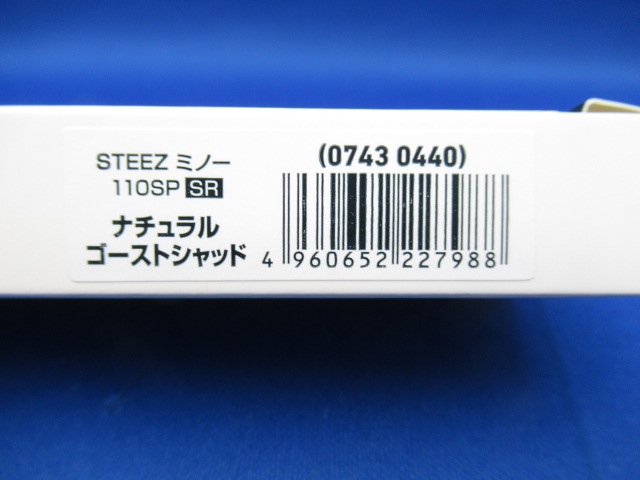 STEEZ ミノー
110SP SR
ナチュラル
ゴーストシャッド
(0743 0440)
4 960652 227988